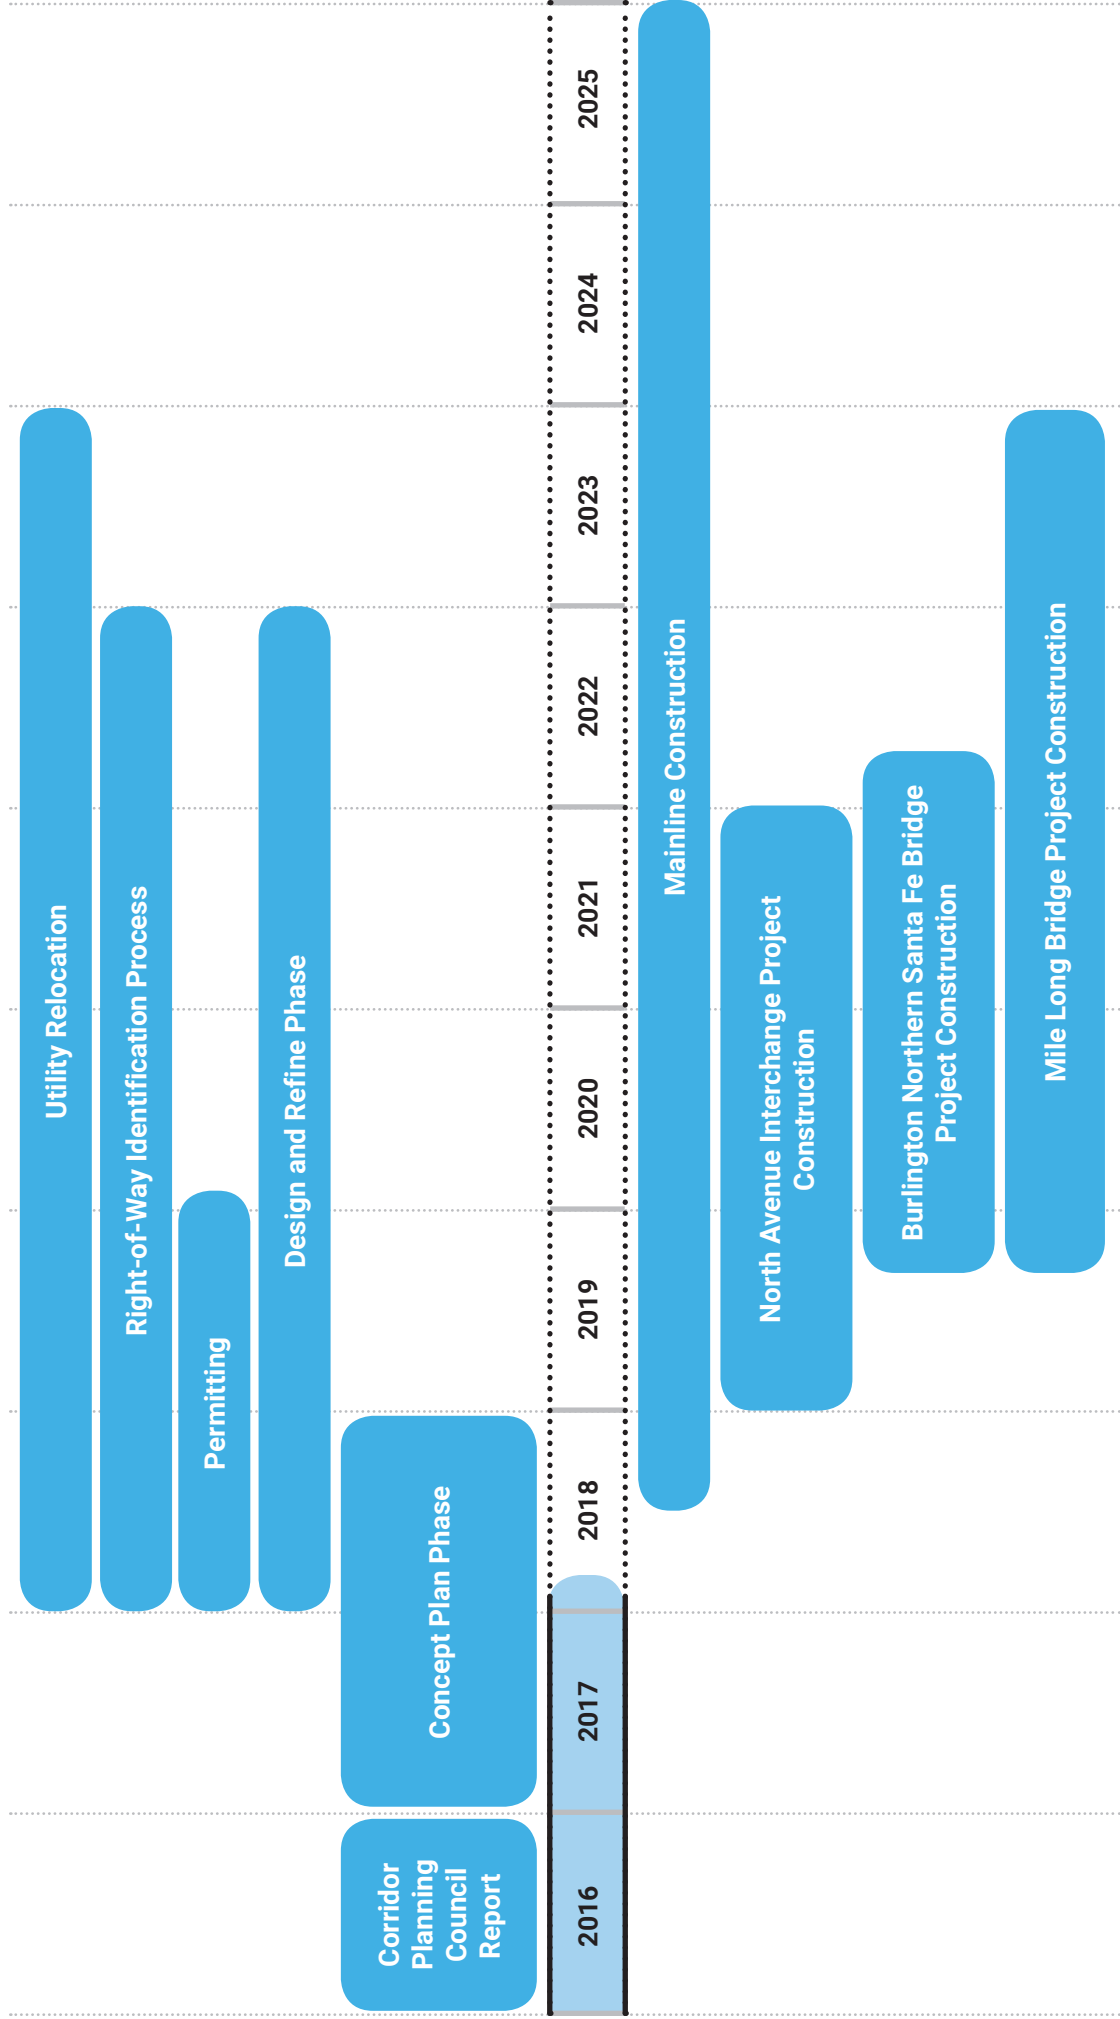 Utility Relocation
Right-of-Way Identification Process
Permitting
Design and Refine Phase
Corridor
Planning
Council
Report
Concept Plan Phase
2016
2017
2018
2019
2020
2021
2022
2023
2024
2025
Mainline Construction
North Avenue Interchange Project
Construction
Burlington Northern Santa Fe Bridge
Project Construction
Mile Long Bridge Project Construction